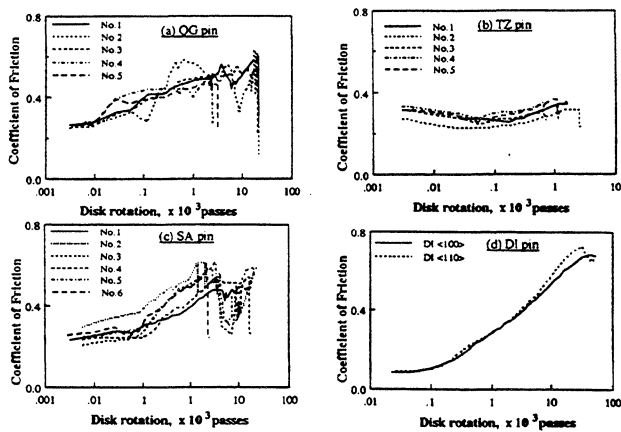 0.8
0.4
0.0
Coefficient of Friction
No.1
No 2
No.3
No 4
No.5
(a) QG pin
.001 .01 .1 1 10 100
Disk rotation, x 10 3 passes
0.8
0.4
0.0
Coefficient of Friction
No.1
No.2
No.3
No.4
No.5
(b) TZ pin
.001 .01 .1 1 10 100
Disk rotation, x 10 3 passes
0.8
0.4
0.0
Coefficient of Friction
No.1
No.2
No.3
No.4
No.5
No.6
(c) SA pin
.001 .01 .1 1 10 100
Disk rotation, x 10 3 passes
0.8
0.4
0.0
Coefficient of Friction
DI <100>
DI <110>
(d) DI pin
.01 .1 1 10 100
Disk rotation, x 10 3 passes